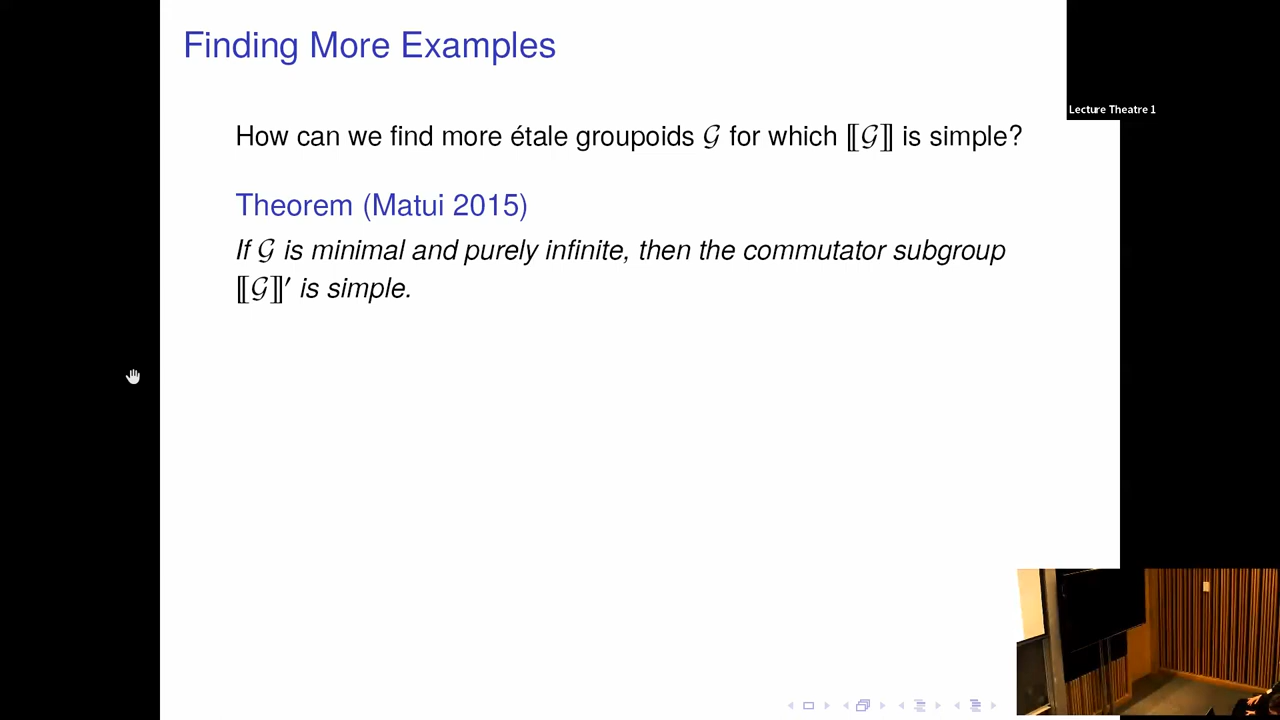 Finding More Examples
Lecture Theatre 1
How can we find more étale groupoids 𝒢 for which ⟦𝒢⟧ is simple?
Theorem (Matui 2015)
If 𝒢 is minimal and purely infinite, then the commutator subgroup
⟦𝒢⟧′ is simple.